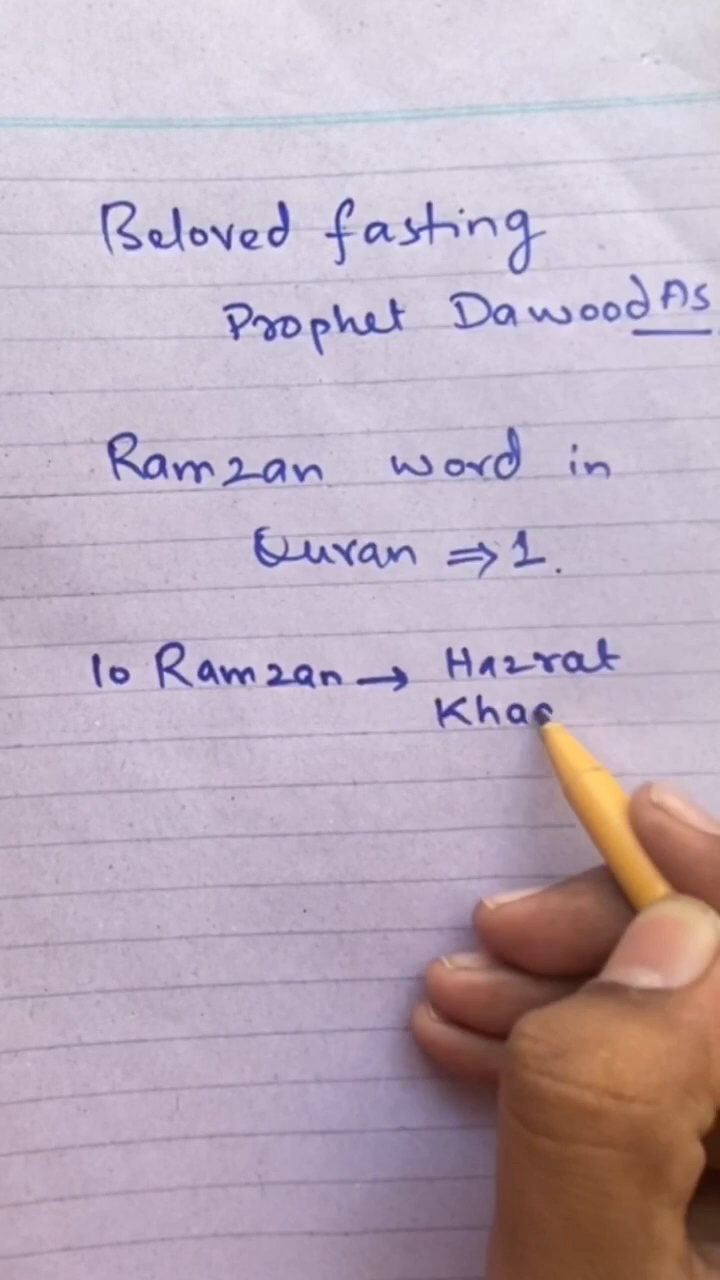 Beloved fasting
Prophet Dawood As
Ramzan word in
Quran ⇒ 1.
10 Ramzan → Hazrat